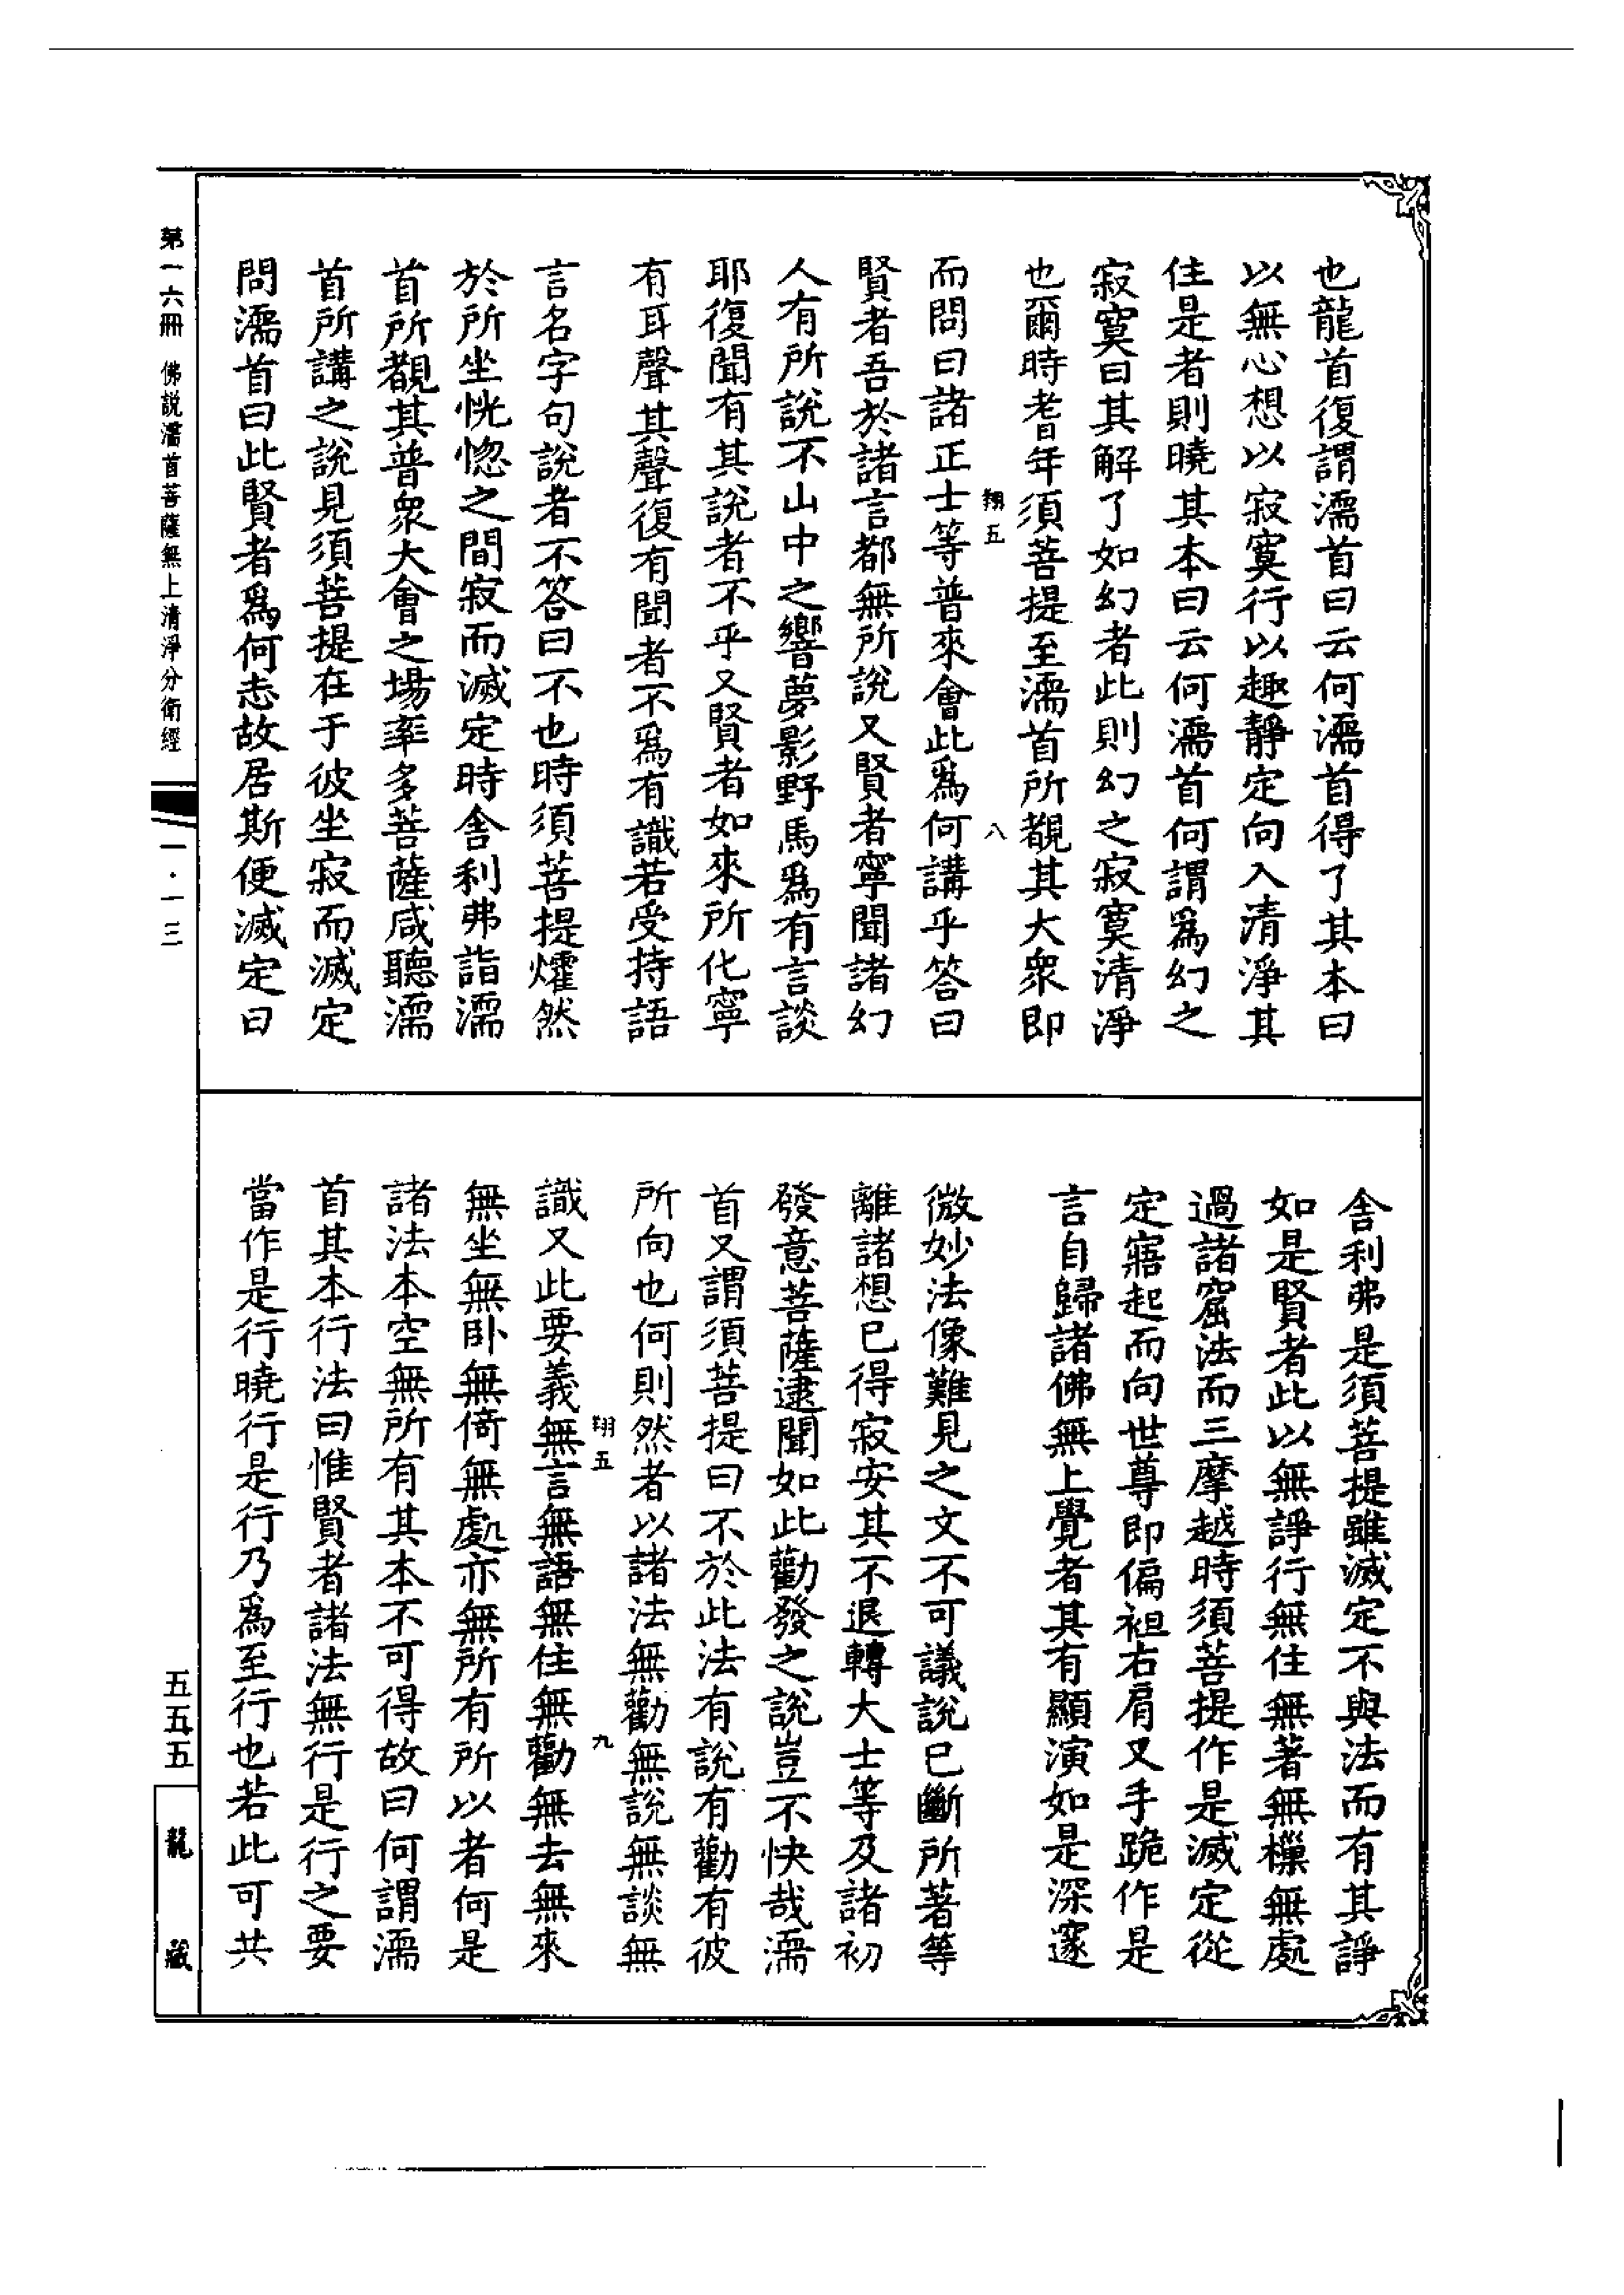 也龍首復謂濡首曰云何濡首得了其本曰
以無心想以寂寞行以趣靜定向入清淨其
住是者則曉其本曰云何濡首何謂爲幻之
寂寞曰其解了如幻者此則幻之寂寞清淨
也爾時耆年須菩提至濡首所覩其大衆即
翔五 八
而問曰諸正士等普來會此爲何講乎答曰
賢者吾於諸言都無所說又賢者寧聞諸幻
人有所說不山中之響夢影野馬爲有言談
耶復聞有其說者不乎又賢者如來所化寧
有耳聲其聲復有聞者不爲有識若受持語
言名字句說者不答曰不也時須菩提燿然
於所坐恍惚之間寂而滅定時舍利弗詣濡
首所覩其普衆大會之場率多菩薩咸聽濡
首所講之說見須菩提在于彼坐寂而滅定
問濡首曰此賢者爲何志故居斯便滅定曰
舍利弗是須菩提雖滅定不與法而有其諍
如是賢者此以無諍行無住無著無樔無處
過諸窟法而三摩越時須菩提作是滅定從
定寤起而向世尊即偏袒右肩叉手跪作是
言自歸諸佛無上覺者其有顯演如是深邃
微妙法像難見之文不可議說已斷所著等
離諸想已得寂安其不退轉大士等及諸初
發意菩薩逮聞如此勸發之說豈不快哉濡
首又謂須菩提曰不於此法有說有勸有彼
所向也何則然者以諸法無勸無說無談無
翔五 九
識又此要義無言無語無住無勸無去無來
無坐無卧無倚無處亦無所有所以者何是
諸法本空無所有其本不可得故曰何謂濡
首其本行法曰惟賢者諸法無行是行之要
當作是行曉行是行乃爲至行也若此可共
第一六冊 佛說濡首菩薩無上清淨分衛經
一·一三
五五五
龍藏